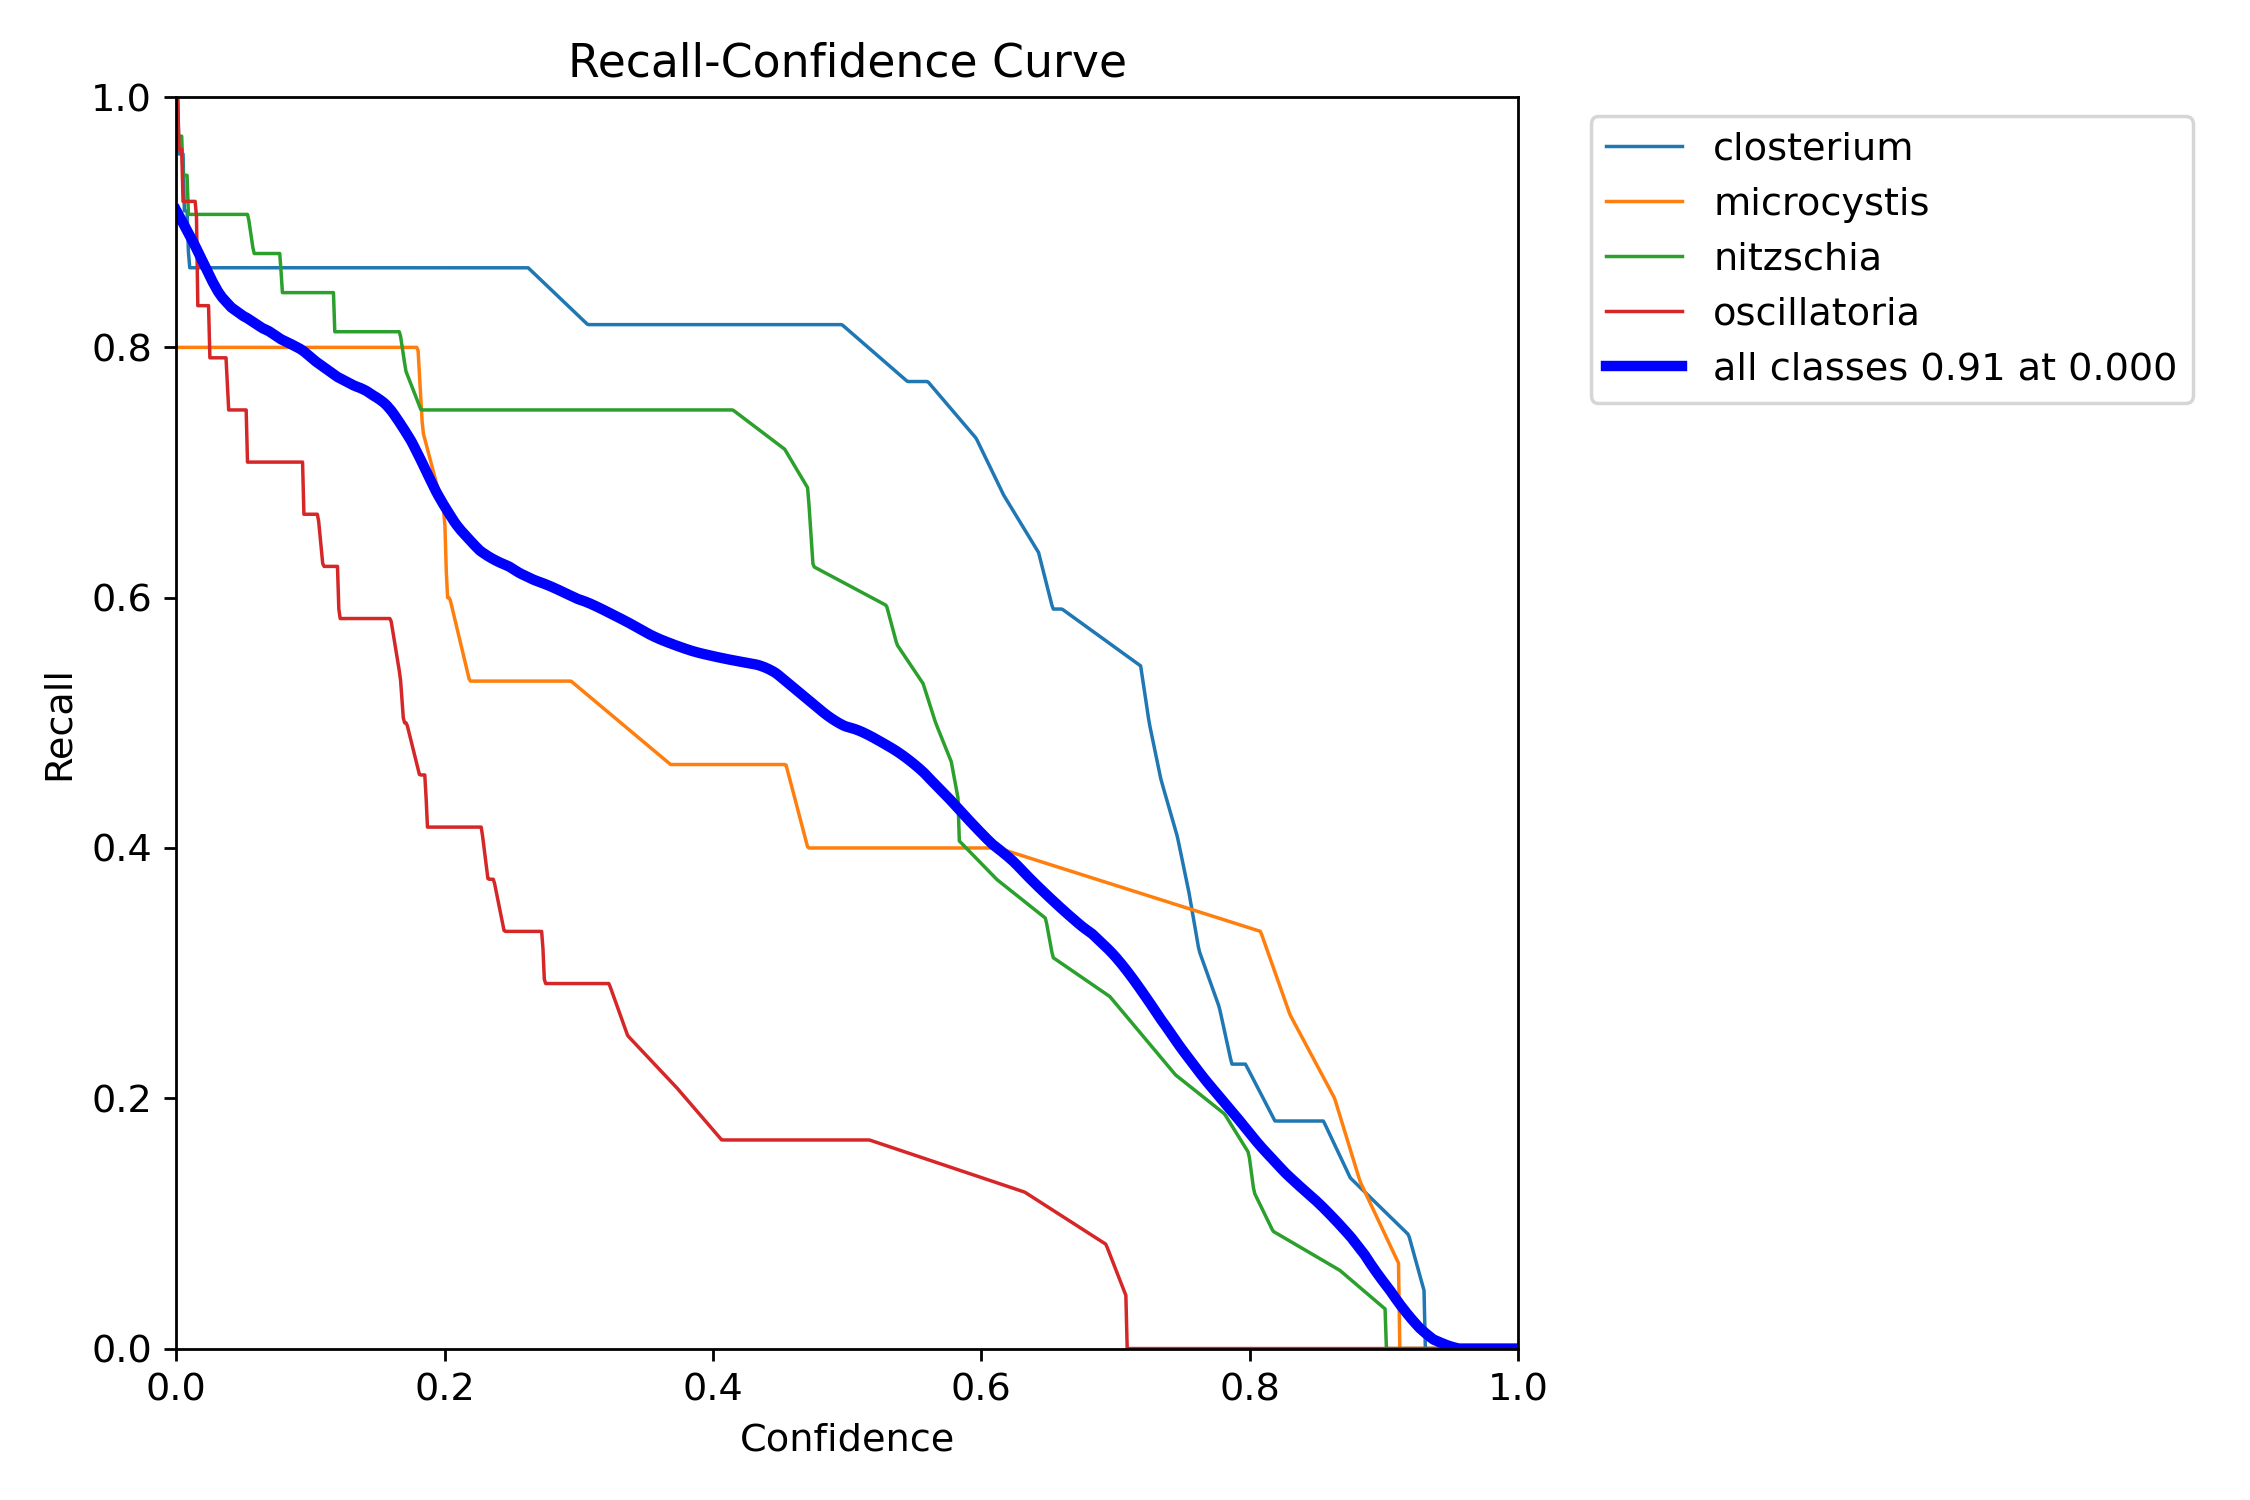 Recall-Confidence Curve
1.0
0.8
0.6
0.4
0.2
0.0
Recall
0.0 0.2 0.4 0.6 0.8 1.0
Confidence
closterium
microcystis
nitzschia
oscillatoria
all classes 0.91 at 0.000